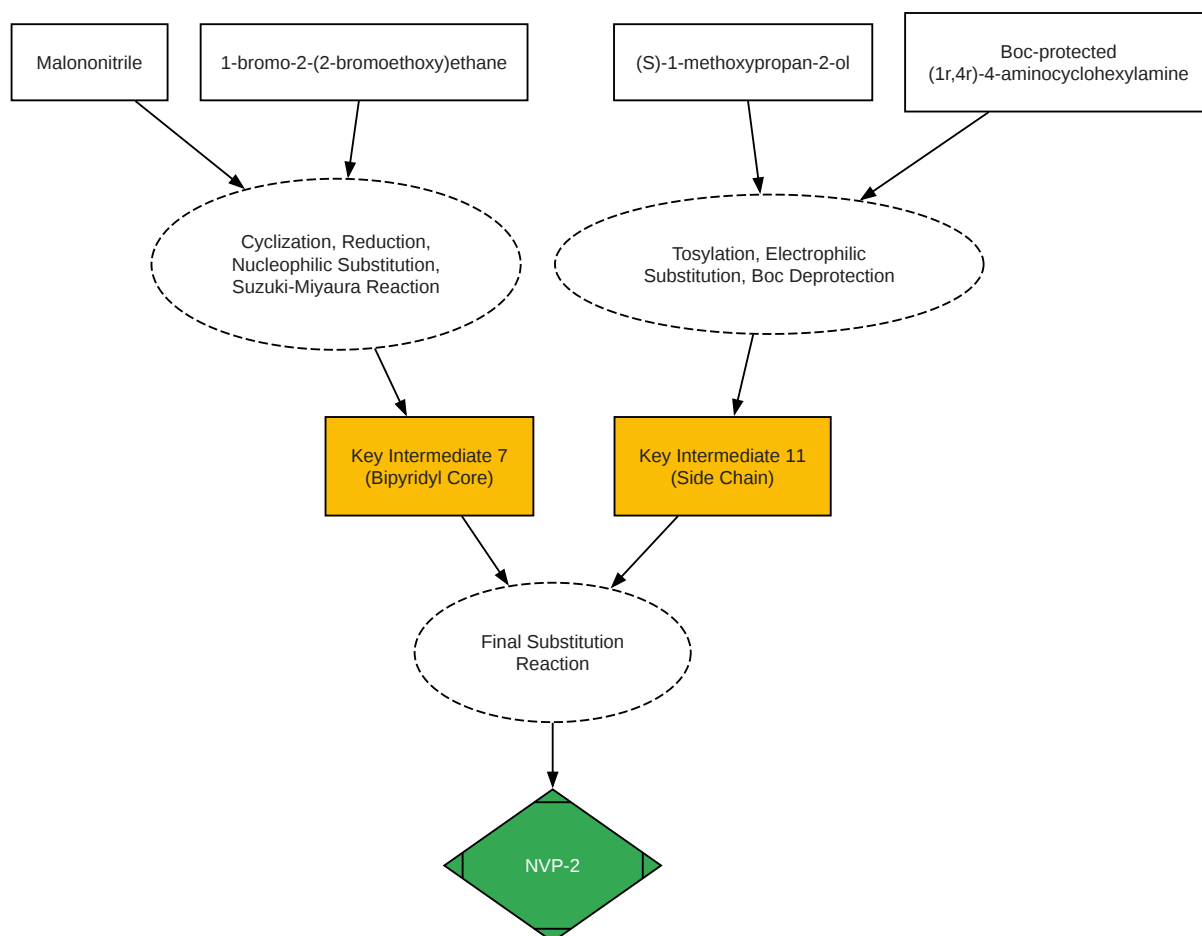 Malononitrile
1-bromo-2-(2-bromoethoxy)ethane
(S)-1-methoxypropan-2-ol
Boc-protected
(1r,4r)-4-aminocyclohexylamine
Cyclization, Reduction,
Nucleophilic Substitution,
Suzuki-Miyaura Reaction
Tosylation, Electrophilic
Substitution, Boc Deprotection
Key Intermediate 7
(Bipyridyl Core)
Key Intermediate 11
(Side Chain)
Final Substitution
Reaction
NVP-2